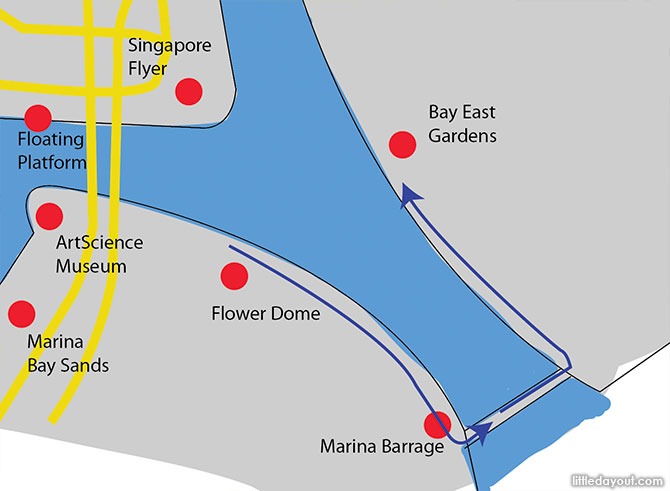 Singapore
Flyer
Bay East
Gardens
Floating
Platform
ArtScience
Museum
Flower Dome
Marina
Bay Sands
Marina Barrage
littledayout.com